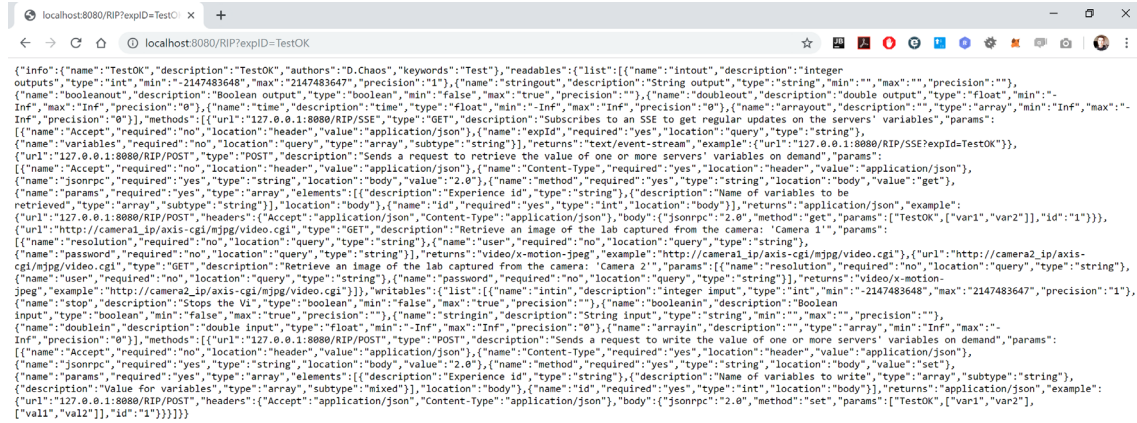 localhost:8080/RIP?expID=TestO
localhost:8080/RIP?expID=TestOK
{"info":{"name":"TestOK","description":"TestOK","authors":"D.Chaos","keywords":"Test"},"readables":{"list":[{"name":"intout","description":"integer
outputs","type":"int","min":"-2147483648","max":"2147483647","precision":"1"},{"name":"stringout","description":"String output","type":"string","min":"","max":"","precision":""},
{"name":"booleanout","description":"Boolean output","type":"boolean","min":"false","max":"true","precision":""},{"name":"doubleout","description":"double output","type":"float","min":"-
Inf","max":"Inf","precision":"0"},{"name":"time","description":"time","type":"float","min":"-Inf","max":"Inf","precision":"0"},{"name":"arrayout","description":"","type":"array","min":"Inf","max":"-
Inf","precision":"0"}],"methods":[{"url":"127.0.0.1:8080/RIP/SSE","type":"GET","description":"Subscribes to an SSE to get regular updates on the servers' variables","params":
[{"name":"Accept","required":"no","location":"header","value":"application/json"},{"name":"expId","required":"yes","location":"query","type":"string"},
{"name":"variables","required":"no","location":"query","type":"array","subtype":"string"}],"returns":"text/event-stream","example":{"url":"127.0.0.1:8080/RIP/SSE?expId=TestOK"}},
{"url":"127.0.0.1:8080/RIP/POST","type":"POST","description":"Sends a request to retrieve the value of one or more servers' variables on demand","params":
[{"name":"Accept","required":"no","location":"header","value":"application/json"},{"name":"Content-Type","required":"yes","location":"header","value":"application/json"},
{"name":"jsonrpc","required":"yes","type":"string","location":"body","value":"2.0"},{"name":"method","required":"yes","type":"string","location":"body","value":"get"},
{"name":"params","required":"yes","type":"array","elements":[{"description":"Experience id","type":"string"},{"description":"Name of variables to be
retrieved","type":"array","subtype":"string"}],"location":"body"},{"name":"id","required":"yes","type":"int","location":"body"}],"returns":"application/json","example":
{"url":"127.0.0.1:8080/RIP/POST","headers":{"Accept":"application/json","Content-Type":"application/json"},"body":{"jsonrpc":"2.0","method":"get","params":["TestOK",["var1","var2"]],"id":"1"}}},
{"url":"http://camera1_ip/axis-cgi/mjpg/video.cgi","type":"GET","description":"Retrieve an image of the lab captured from the camera: 'Camera 1'","params":
[{"name":"resolution","required":"no","location":"query","type":"string"},{"name":"user","required":"no","location":"query","type":"string"},
{"name":"password","required":"no","location":"query","type":"string"}],"returns":"video/x-motion-jpeg","example":"http://camera1_ip/axis-cgi/mjpg/video.cgi"},{"url":"http://camera2_ip/axis-
cgi/mjpg/video.cgi","type":"GET","description":"Retrieve an image of the lab captured from the camera: 'Camera 2'","params":[{"name":"resolution","required":"no","location":"query","type":"string"},
{"name":"user","required":"no","location":"query","type":"string"},{"name":"password","required":"no","location":"query","type":"string"}],"returns":"video/x-motion-
jpeg","example":"http://camera2_ip/axis-cgi/mjpg/video.cgi"}]},"writables":{"list":[{"name":"intin","description":"integer input","type":"int","min":"-2147483648","max":"2147483647","precision":"1"},
{"name":"stop","description":"Stops the Vi","type":"boolean","min":"false","max":"true","precision":""},{"name":"booleanin","description":"Boolean
input","type":"boolean","min":"false","max":"true","precision":""},{"name":"stringin","description":"String input","type":"string","min":"","max":"","precision":""},
{"name":"doublein","description":"double input","type":"float","min":"-Inf","max":"Inf","precision":"0"},{"name":"arrayin","description":"","type":"array","min":"Inf","max":"-
Inf","precision":"0"}],"methods":[{"url":"127.0.0.1:8080/RIP/POST","type":"POST","description":"Sends a request to write the value of one or more servers' variables on demand","params":
[{"name":"Accept","required":"no","location":"header","value":"application/json"},{"name":"Content-Type","required":"yes","location":"header","value":"application/json"},
{"name":"jsonrpc","required":"yes","type":"string","location":"body","value":"2.0"},{"name":"method","required":"yes","type":"string","location":"body","value":"set"},
{"name":"params","required":"yes","type":"array","elements":[{"description":"Experience id","type":"string"},{"description":"Name of variables to write","type":"array","subtype":"string"},
{"description":"Value for variables","type":"array","subtype":"mixed"}],"location":"body"},{"name":"id","required":"yes","type":"int","location":"body"}],"returns":"application/json","example":
{"url":"127.0.0.1:8080/RIP/POST","headers":{"Accept":"application/json","Content-Type":"application/json"},"body":{"jsonrpc":"2.0","method":"set","params":["TestOK",["var1","var2"],
["val1","val2"]],"id":"1"}}}]}}